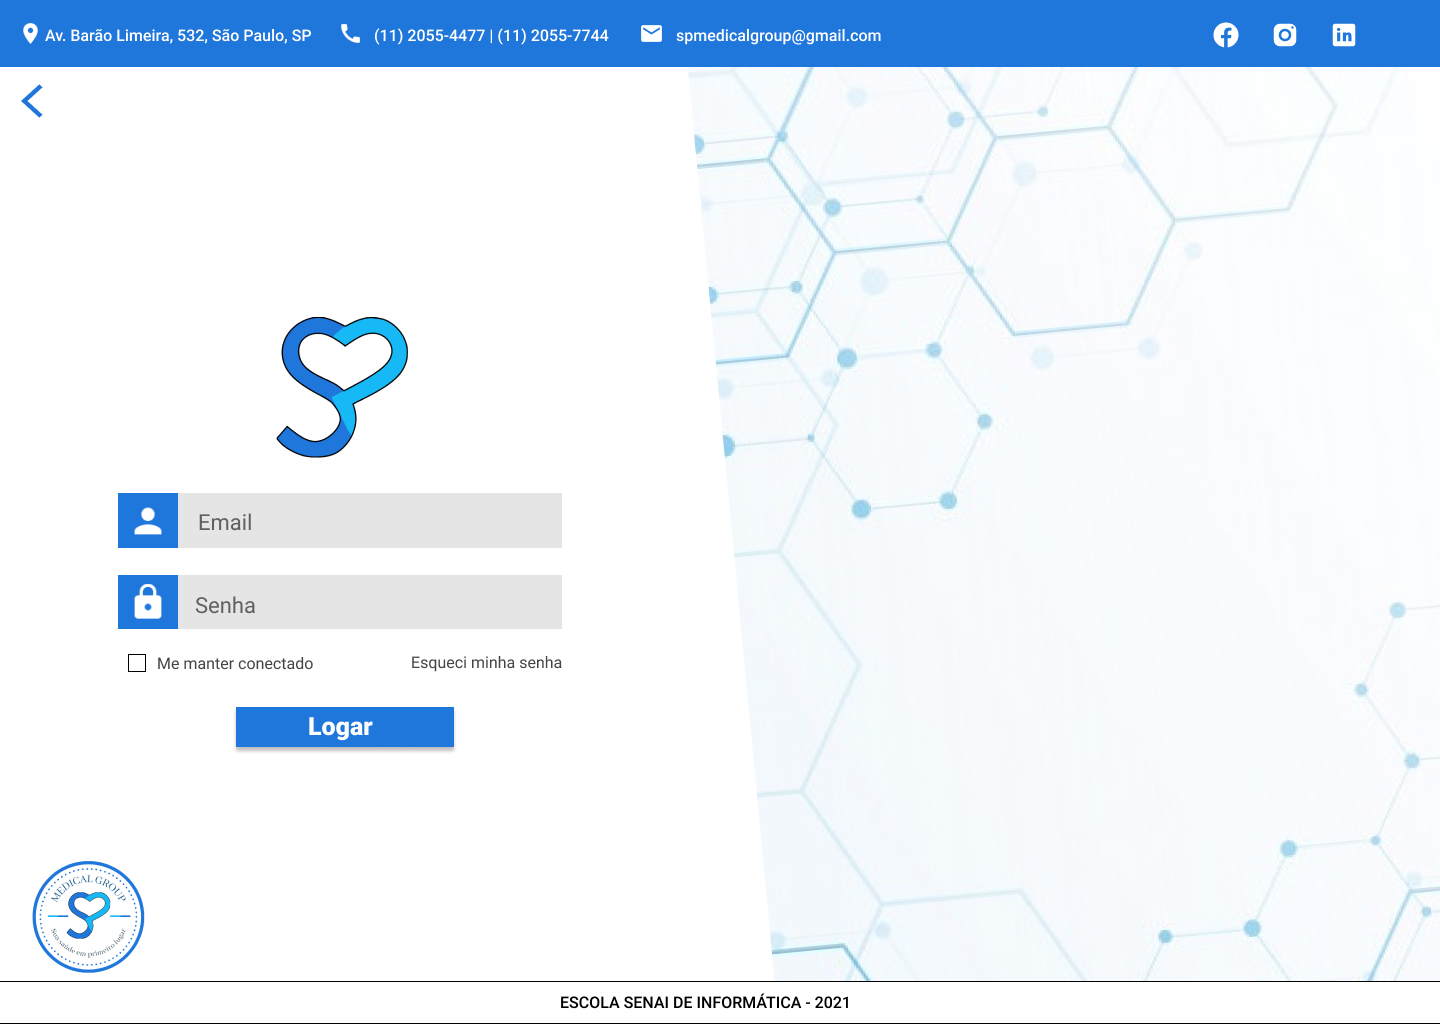 Av. Barão Limeira, 532, São Paulo, SP
(11) 2055-4477 | (11) 2055-7744
spmedicalgroup@gmail.com
Email
Senha
Me manter conectado
Esqueci minha senha
Logar
MEDICAL GROUP
Sua saúde em primeiro lugar
ESCOLA SENAI DE INFORMÁTICA - 2021